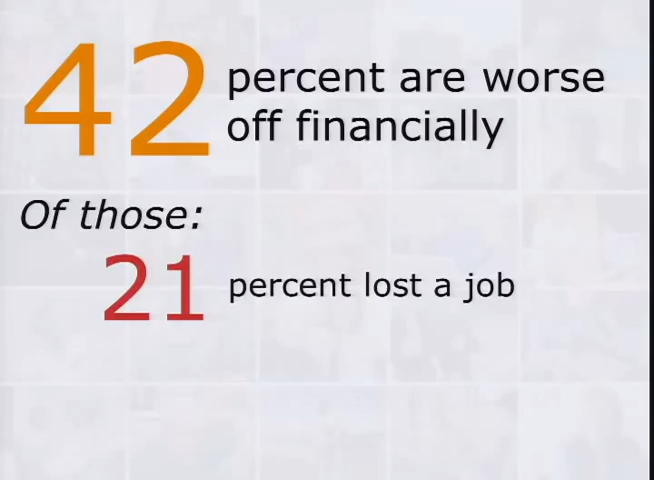 42 percent are worse
off financially
Of those:
21 percent lost a job